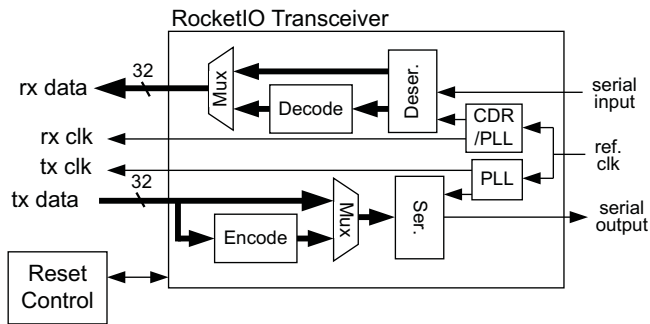 RocketIO Transceiver
32
rx data
Mux
Deser.
Decode
serial
input
rx clk
CDR
/PLL
tx clk
ref.
clk
PLL
32
tx data
Mux
Ser.
Encode
serial
output
Reset
Control